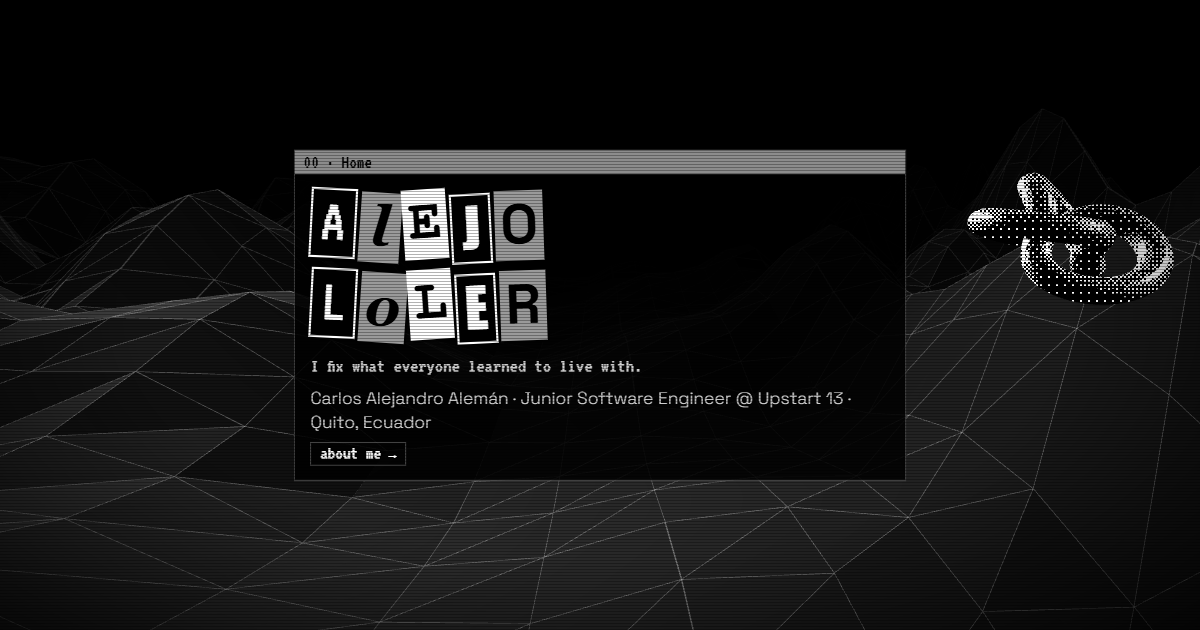 00 · Home
AlEJO
LoLER
I fix what everyone learned to live with.
Carlos Alejandro Alemán · Junior Software Engineer @ Upstart 13 ·
Quito, Ecuador
about me →